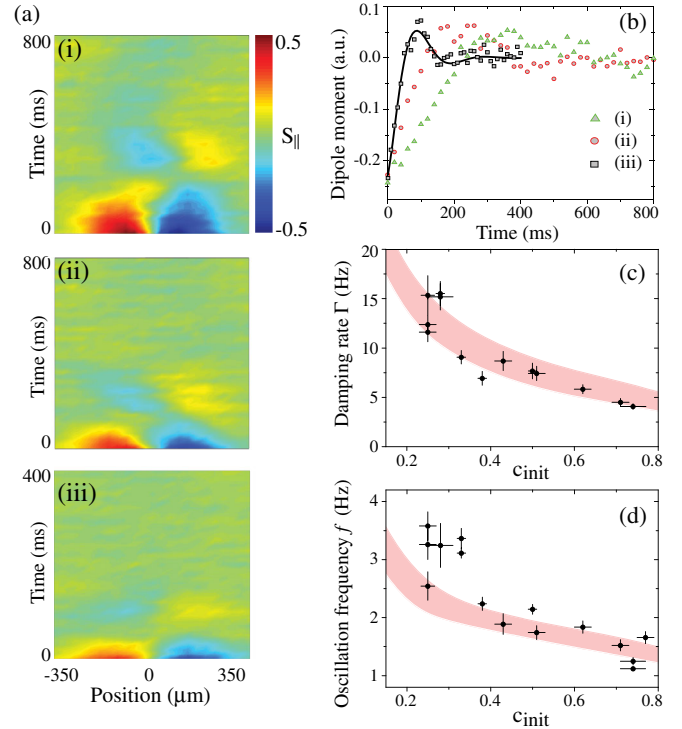 (a)
(i)
800
Time (ms)
0
0.5
S||
-0.5
(ii)
800
Time (ms)
0
(iii)
400
Time (ms)
0
-350 0 350
Position (μm)
(b)
Dipole moment (a.u.)
0.1
0.0
-0.1
-0.2
(i)
(ii)
(iii)
0 200 400 600 800
Time (ms)
(c)
Damping rate Γ (Hz)
20
15
10
5
0
0.2 0.4 0.6 0.8
cinit
(d)
Oscillation frequency f (Hz)
4
3
2
1
0.2 0.4 0.6 0.8
cinit